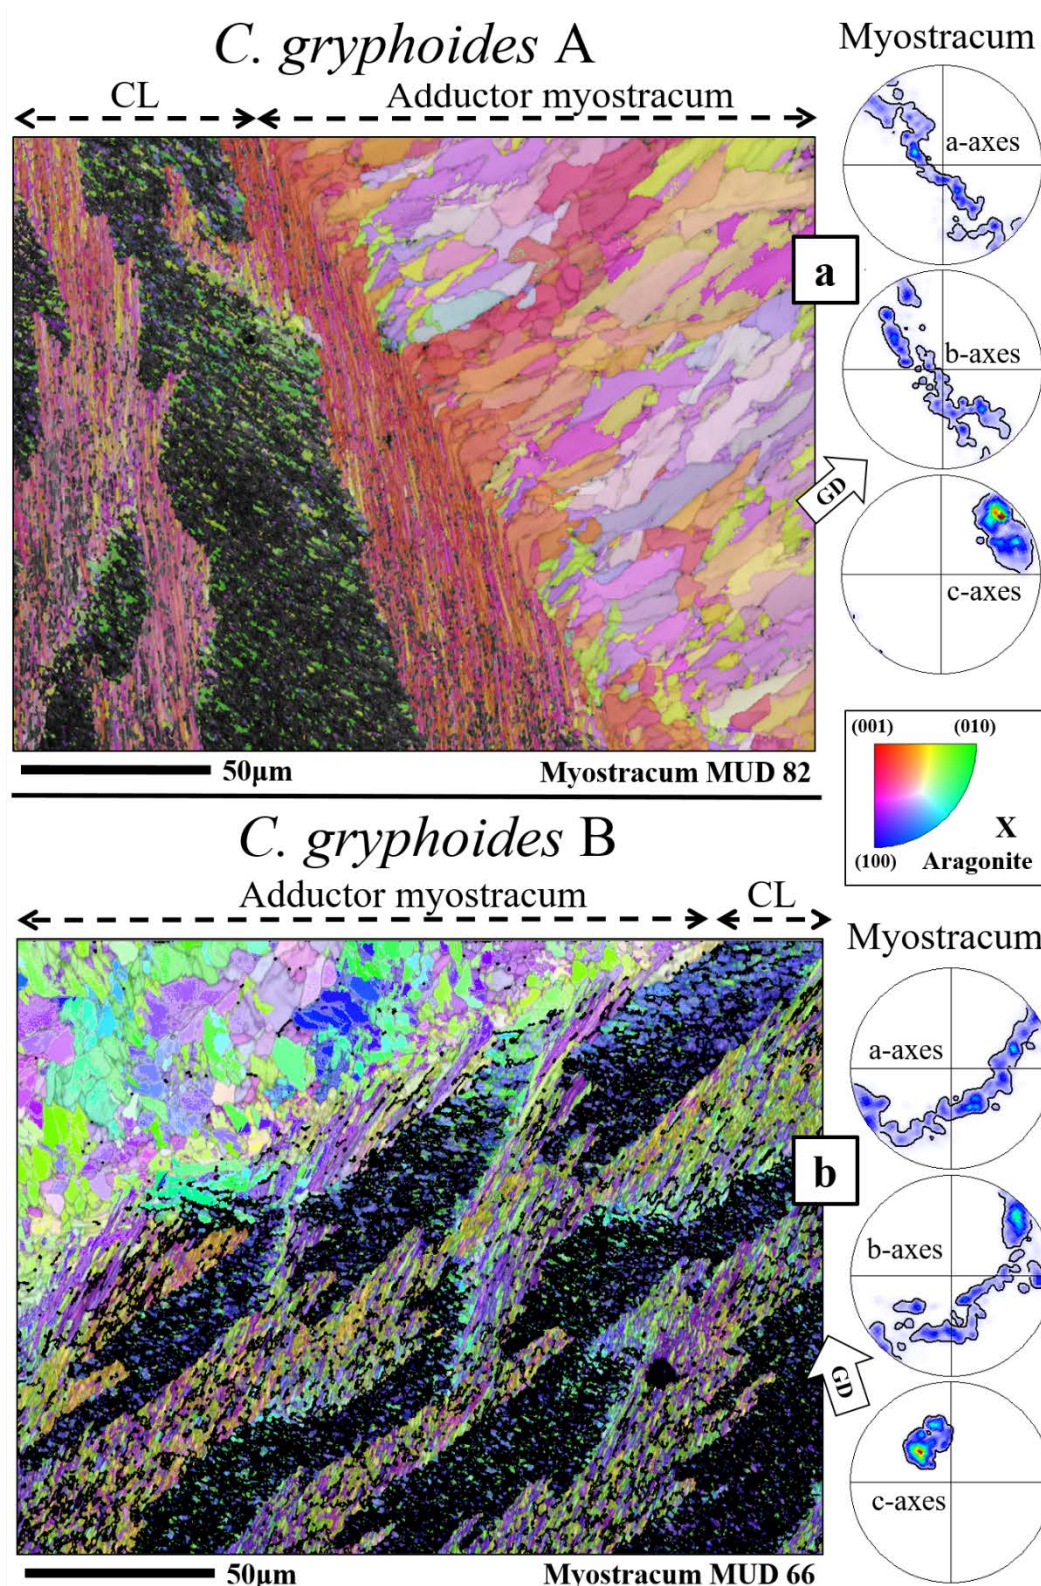 C. gryphoides A
Myostracum
CL
Adductor myostracum
a-axes
a
b-axes
GD
c-axes
50µm
Myostracum MUD 82
(001)
(010)
X
(100)
Aragonite
C. gryphoides B
Adductor myostracum
CL
Myostracum
a-axes
b
b-axes
GD
c-axes
50µm
Myostracum MUD 66